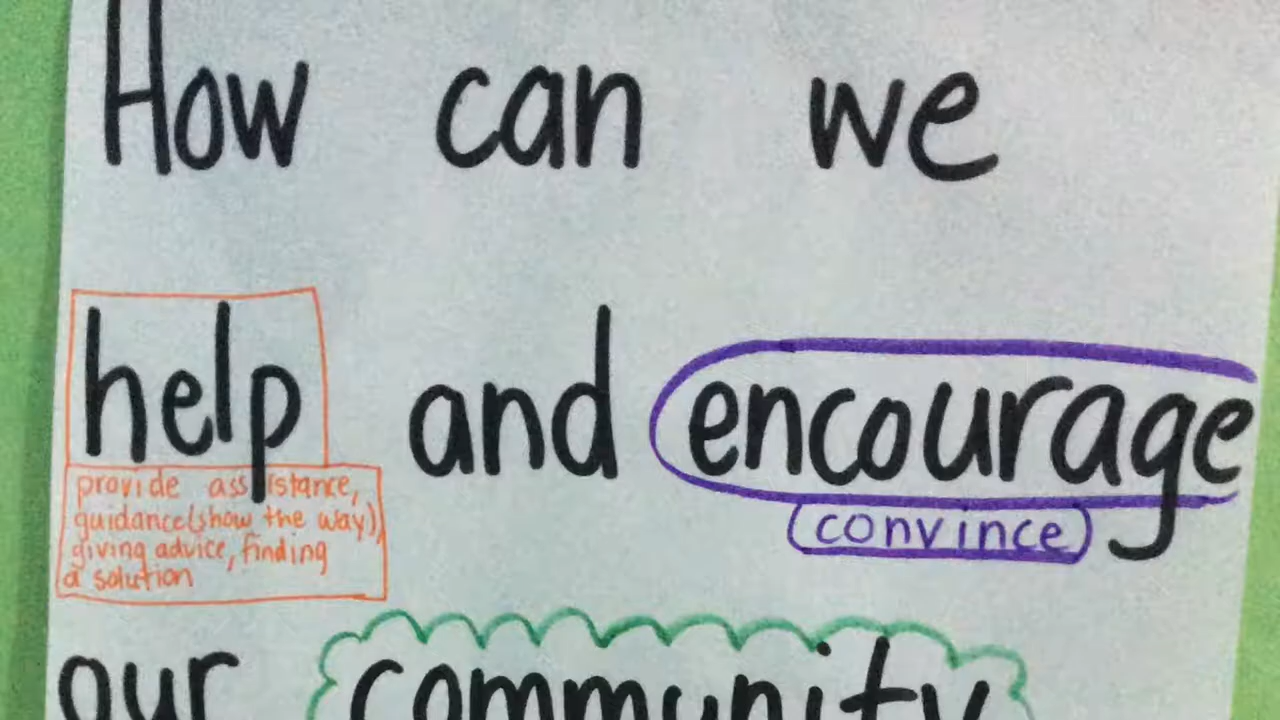 How can we
help and encourage
provide assistance,
guidance (show the way),
giving advice, finding
a solution
convince
our community